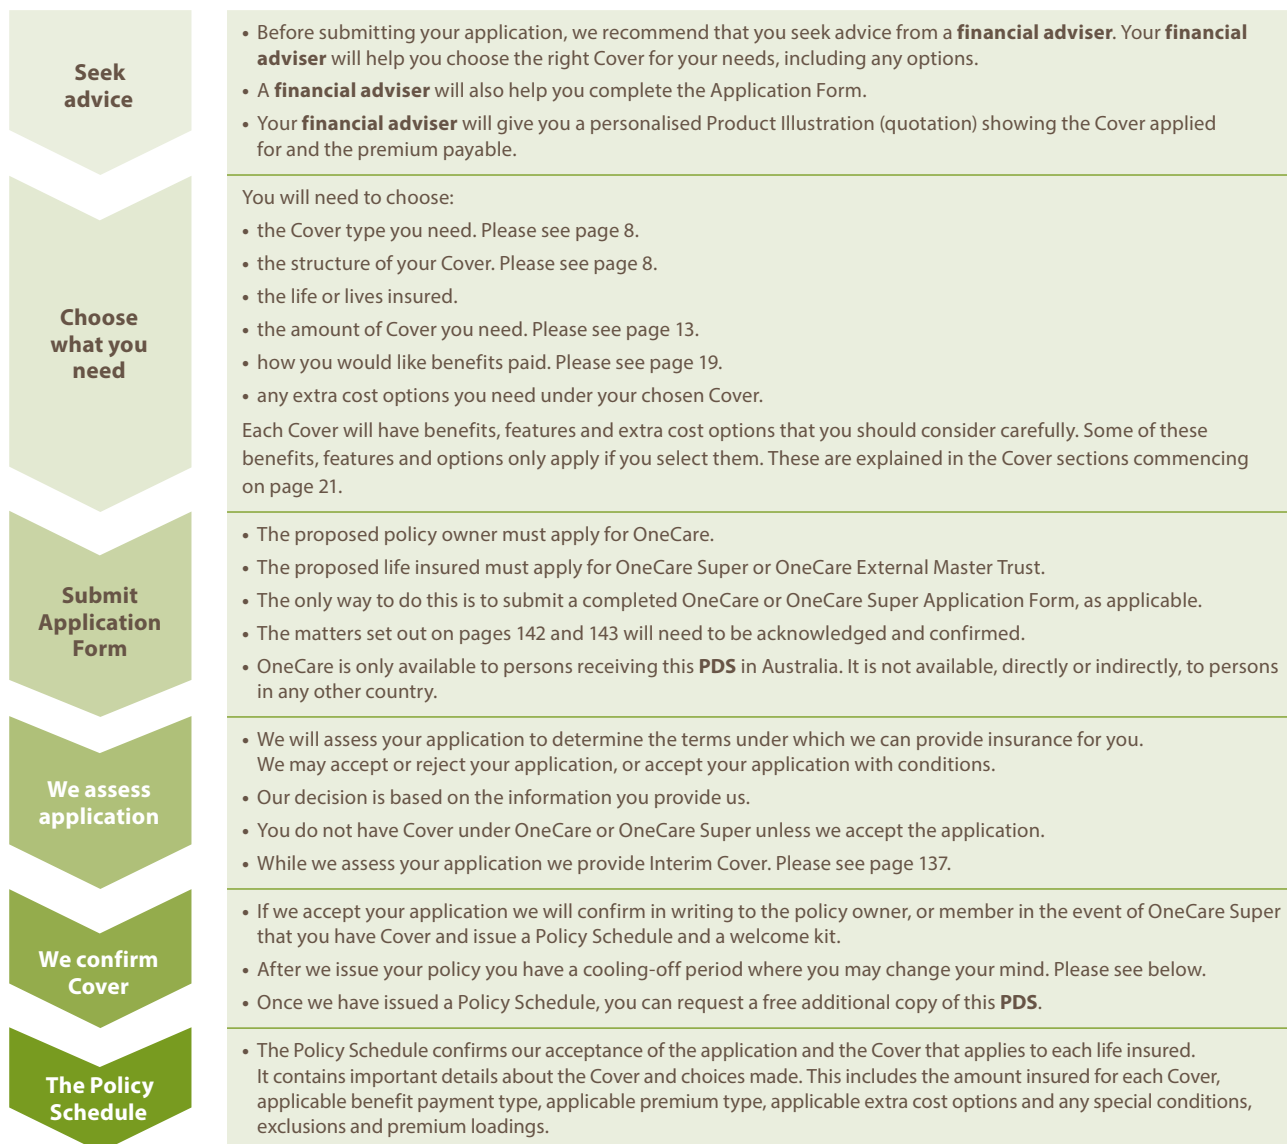 Seek
advice
• Before submitting your application, we recommend that you seek advice from a financial adviser. Your financial
adviser will help you choose the right Cover for your needs, including any options.
• A financial adviser will also help you complete the Application Form.
• Your financial adviser will give you a personalised Product Illustration (quotation) showing the Cover applied
for and the premium payable.
Choose
what you
need
You will need to choose:
• the Cover type you need. Please see page 8.
• the structure of your Cover. Please see page 8.
• the life or lives insured.
• the amount of Cover you need. Please see page 13.
• how you would like benefits paid. Please see page 19.
• any extra cost options you need under your chosen Cover.
Each Cover will have benefits, features and extra cost options that you should consider carefully. Some of these
benefits, features and options only apply if you select them. These are explained in the Cover sections commencing
on page 21.
Submit
Application
Form
• The proposed policy owner must apply for OneCare.
• The proposed life insured must apply for OneCare Super or OneCare External Master Trust.
• The only way to do this is to submit a completed OneCare or OneCare Super Application Form, as applicable.
• The matters set out on pages 142 and 143 will need to be acknowledged and confirmed.
• OneCare is only available to persons receiving this PDS in Australia. It is not available, directly or indirectly, to persons
in any other country.
We assess
application
• We will assess your application to determine the terms under which we can provide insurance for you.
We may accept or reject your application, or accept your application with conditions.
• Our decision is based on the information you provide us.
• You do not have Cover under OneCare or OneCare Super unless we accept the application.
• While we assess your application we provide Interim Cover. Please see page 137.
We confirm
Cover
• If we accept your application we will confirm in writing to the policy owner, or member in the event of OneCare Super
that you have Cover and issue a Policy Schedule and a welcome kit.
• After we issue your policy you have a cooling-off period where you may change your mind. Please see below.
• Once we have issued a Policy Schedule, you can request a free additional copy of this PDS.
The Policy
Schedule
• The Policy Schedule confirms our acceptance of the application and the Cover that applies to each life insured.
It contains important details about the Cover and choices made. This includes the amount insured for each Cover,
applicable benefit payment type, applicable premium type, applicable extra cost options and any special conditions,
exclusions and premium loadings.